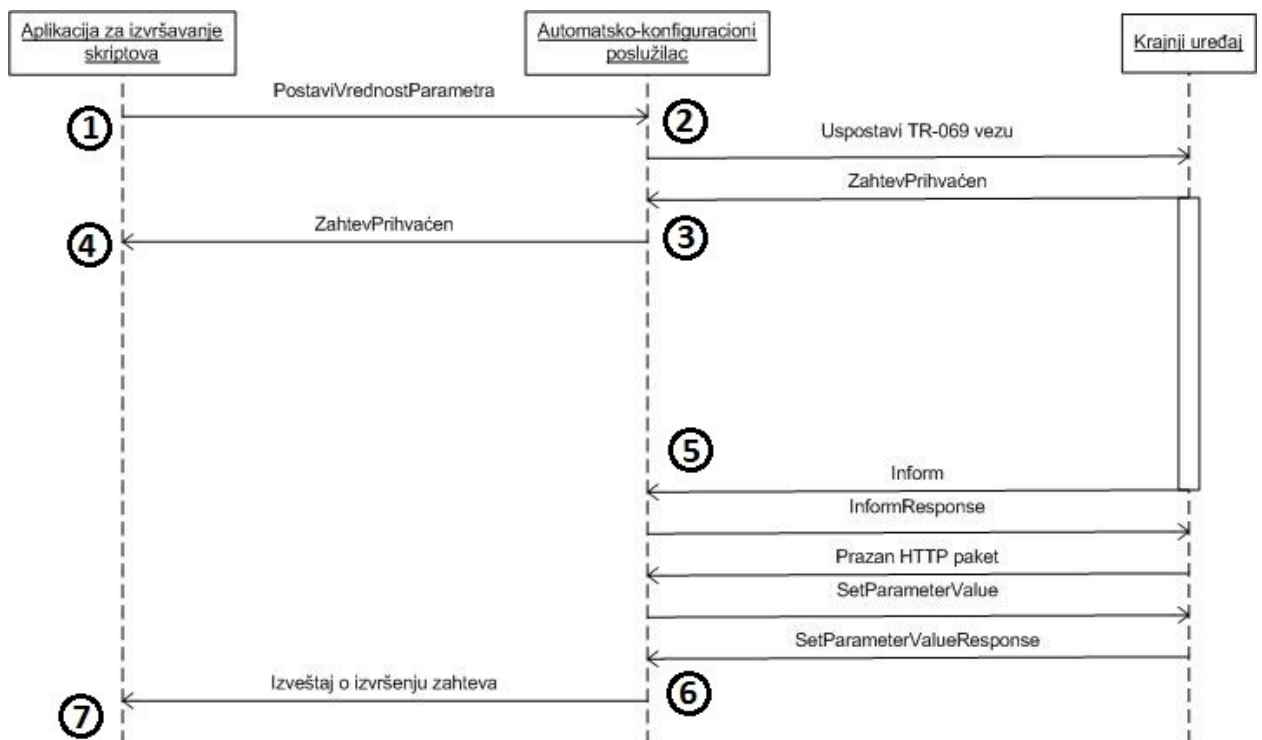 Aplikacija za izvršavanje
skriptova
Automatsko-konfiguracioni
poslužilac
Krajnji uređaj
PostaviVrednostParametra
1
2
Uspostavi TR-069 vezu
ZahtevPrihvaćen
ZahtevPrihvaćen
3
4
5
Inform
InformResponse
Prazan HTTP paket
SetParameterValue
SetParameterValueResponse
Izveštaj o izvršenju zahteva
6
7